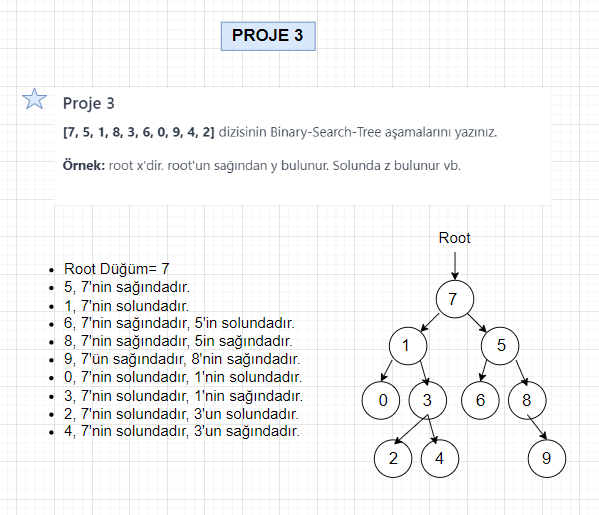 PROJE 3
Proje 3
[7, 5, 1, 8, 3, 6, 0, 9, 4, 2] dizisinin Binary-Search-Tree aşamalarını yazınız.
Örnek: root x'dir. root'un sağından y bulunur. Solunda z bulunur vb.
Root Düğüm= 7
5, 7'nin sağındadır.
1, 7'nin solundadır.
6, 7'nin sağındadır, 5'in solundadır.
8, 7'nin sağındadır, 5in sağındadır.
9, 7'ün sağındadır, 8'nin sağındadır.
0, 7'nin solundadır, 1'nin solundadır.
3, 7'nin solundadır, 1'nin sağındadır.
2, 7'nin solundadır, 3'un solundadır.
4, 7'nin solundadır, 3'un sağındadır.
Root
7
1 5
0 3 6 8
2 4 9